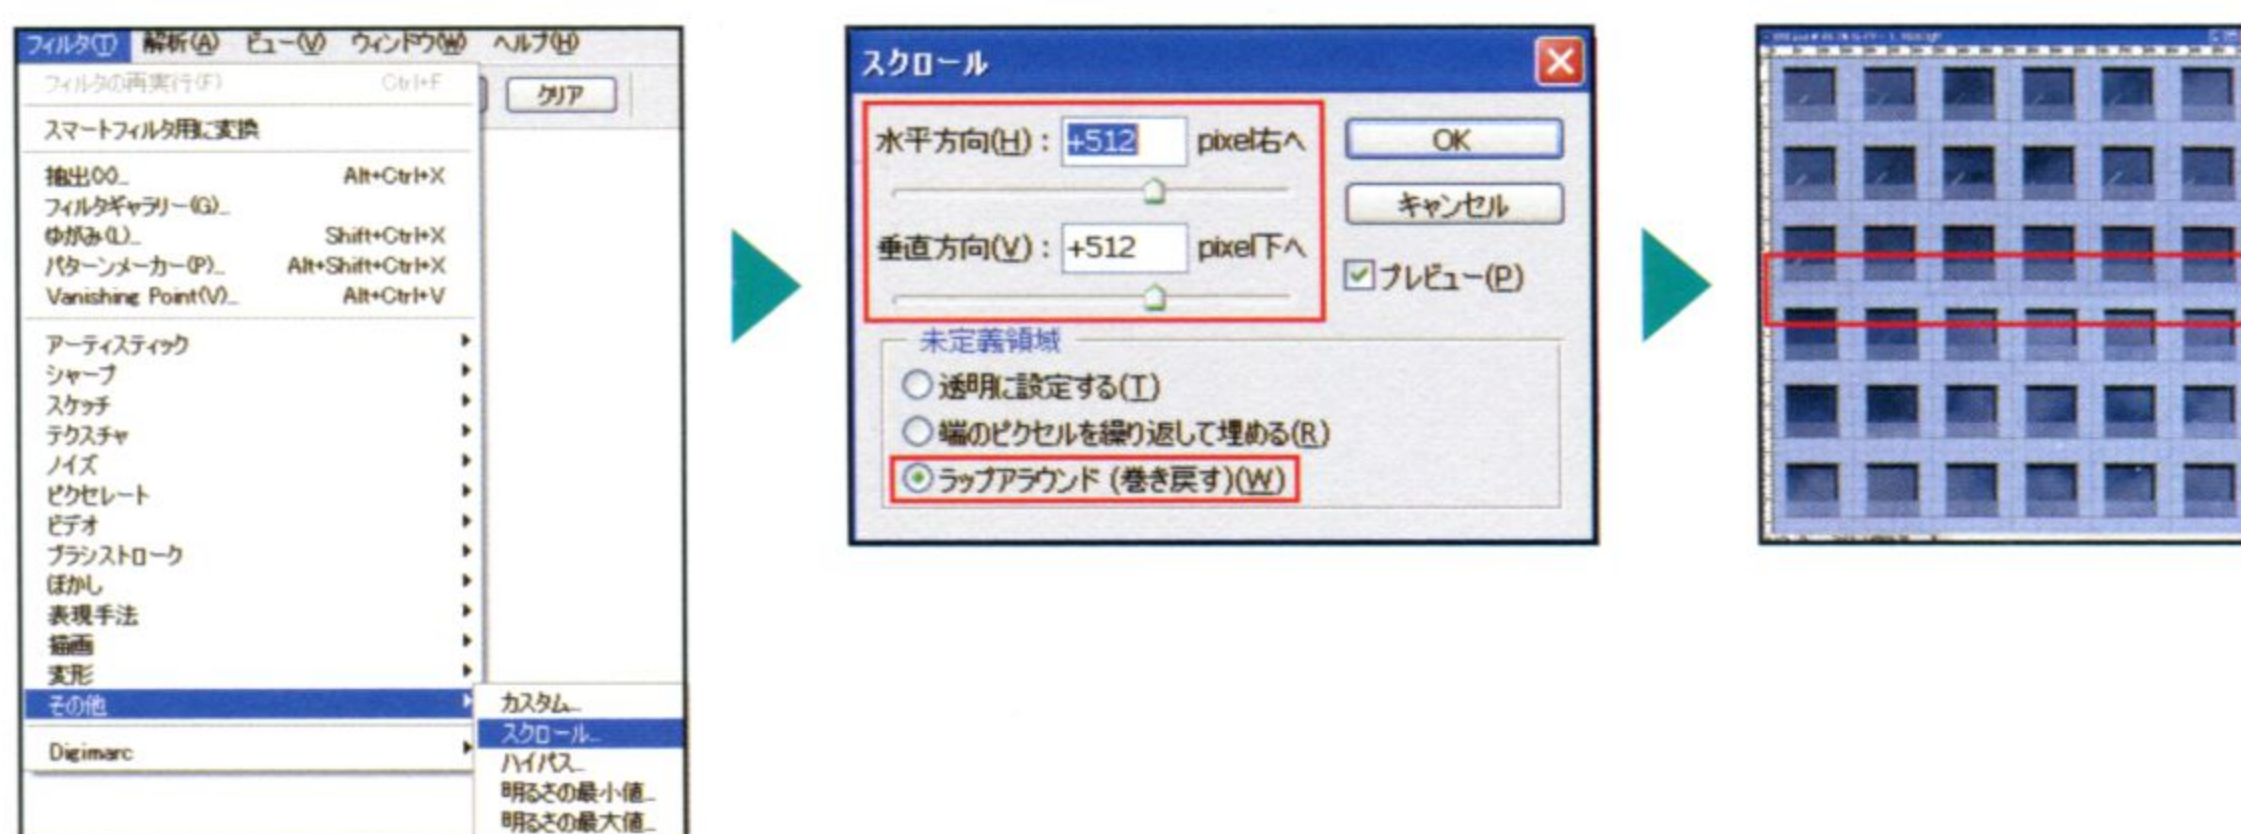 フィルタ(T) 解析(A) ビュー(V) ウィンドウ(W) ヘルプ(H)
フィルタの再実行(F) Ctrl+F
クリア
スマートフィルタ用に変換
抽出(X)... Alt+Ctrl+X
フィルタギャラリー(G)...
ゆがみ(L)... Shift+Ctrl+X
パターンメーカー(P)... Alt+Shift+Ctrl+X
Vanishing Point(V)... Alt+Ctrl+V
アーティスティック
シャープ
スケッチ
テクスチャ
ノイズ
ピクセレート
ビデオ
ブラシストローク
ぼかし
表現手法
描画
変形
その他
Digimarc
カスタム...
スクロール...
ハイパス...
明るさの最小値...
明るさの最大値...
スクロール
水平方向(H): +512 pixel右へ
垂直方向(V): +512 pixel下へ
OK
キャンセル
プレビュー(P)
未定義領域
透明に設定する(T)
端のピクセルを繰り返して埋める(R)
ラップアラウンド (巻き戻す)(W)